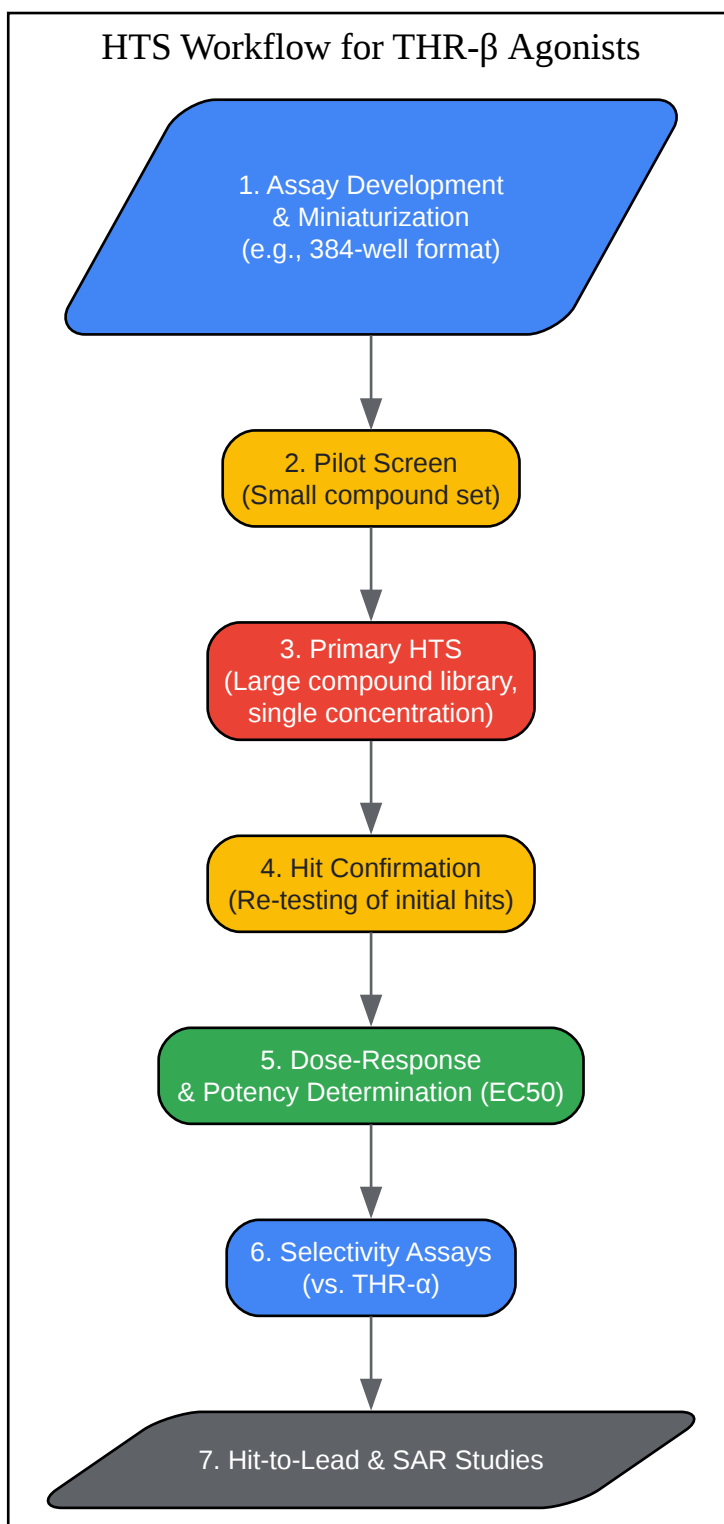 HTS Workflow for THR-β Agonists
1. Assay Development
& Miniaturization
(e.g., 384-well format)
2. Pilot Screen
(Small compound set)
3. Primary HTS
(Large compound library,
single concentration)
4. Hit Confirmation
(Re-testing of initial hits)
5. Dose-Response
& Potency Determination (EC50)
6. Selectivity Assays
(vs. THR-α)
7. Hit-to-Lead & SAR Studies